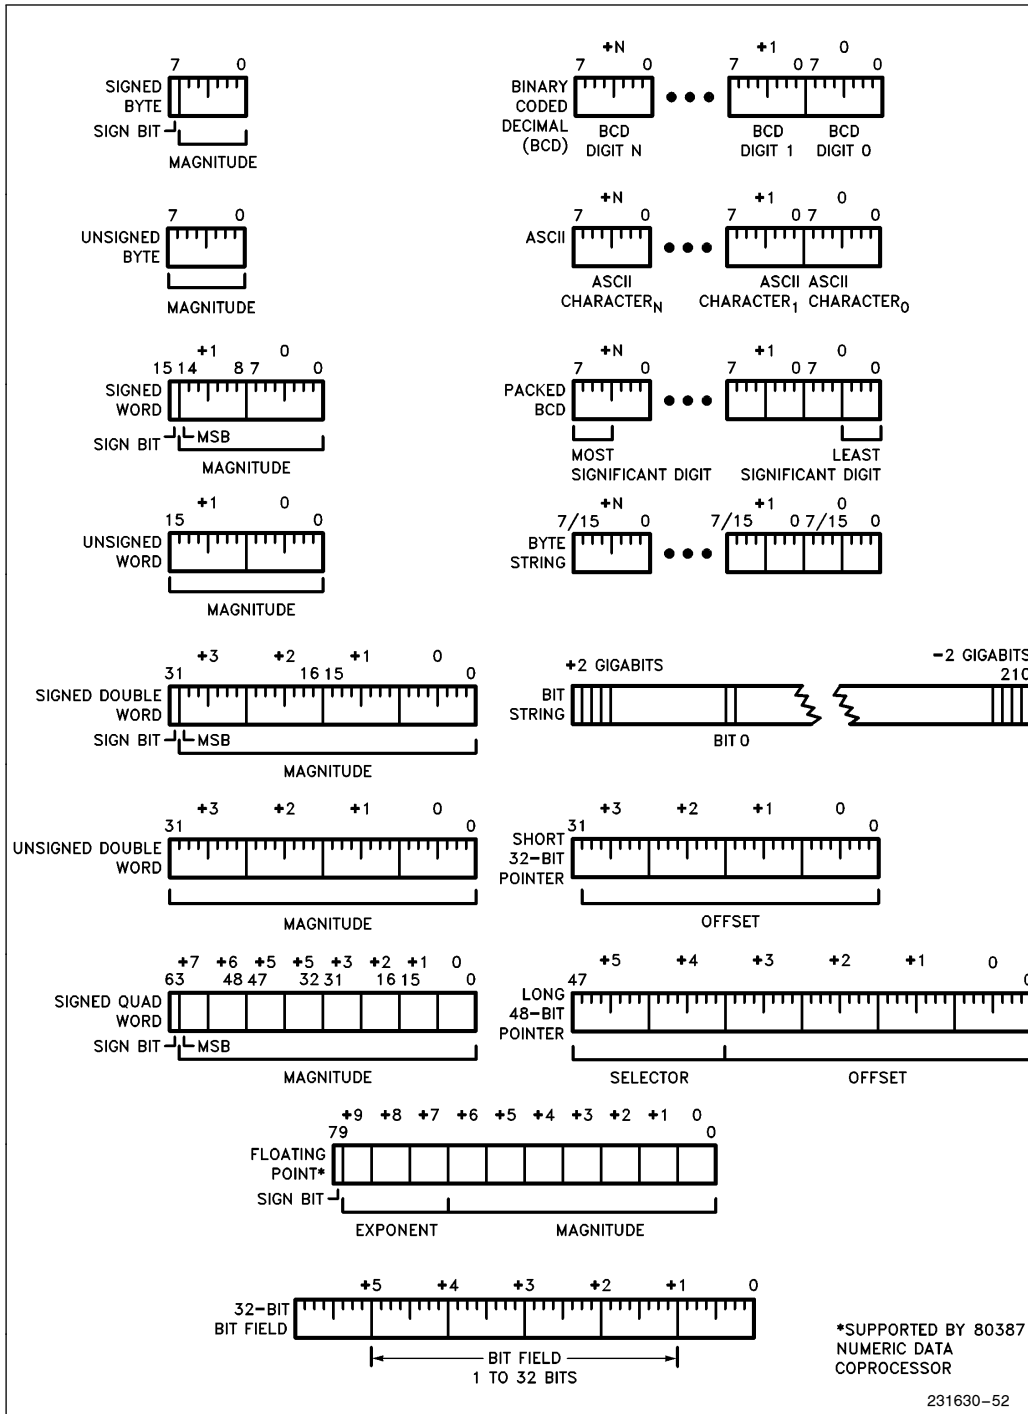 7 0
SIGNED
BYTE
SIGN BIT
MAGNITUDE
+N +1 0
7 0 7 0 7 0
BINARY
CODED
DECIMAL
(BCD)
BCD
DIGIT N
BCD
DIGIT 1
BCD
DIGIT 0
7 0
UNSIGNED
BYTE
MAGNITUDE
+N +1 0
7 0 7 0 7 0
ASCII
ASCII
CHARACTERN
ASCII
CHARACTER1
ASCII
CHARACTER0
+1 0
15 14 8 7 0
SIGNED
WORD
SIGN BIT MSB
MAGNITUDE
+N +1 0
7 0 7 0 7 0
PACKED
BCD
MOST
SIGNIFICANT DIGIT
LEAST
SIGNIFICANT DIGIT
+1 0
15 0
UNSIGNED
WORD
MAGNITUDE
+N +1 0
7/15 0 7/15 0 7/15 0
BYTE
STRING
+3 +2 +1 0
31 16 15 0
SIGNED DOUBLE
WORD
SIGN BIT MSB
MAGNITUDE
+2 GIGABITS -2 GIGABITS
210
BIT
STRING
BIT 0
+3 +2 +1 0
31 0
UNSIGNED DOUBLE
WORD
MAGNITUDE
+3 +2 +1 0
31 0
SHORT
32-BIT
POINTER
OFFSET
+7 +6 +5 +5 +3 +2 +1 0
63 48 47 32 31 16 15 0
SIGNED QUAD
WORD
SIGN BIT MSB
MAGNITUDE
+5 +4 +3 +2 +1 0
47 0
LONG
48-BIT
POINTER
SELECTOR OFFSET
+9 +8 +7 +6 +5 +4 +3 +2 +1 0
79 0
FLOATING
POINT*
SIGN BIT
EXPONENT MAGNITUDE
+5 +4 +3 +2 +1 0
32-BIT
BIT FIELD
BIT FIELD
1 TO 32 BITS
*SUPPORTED BY 80387
NUMERIC DATA
COPROCESSOR
231630-52